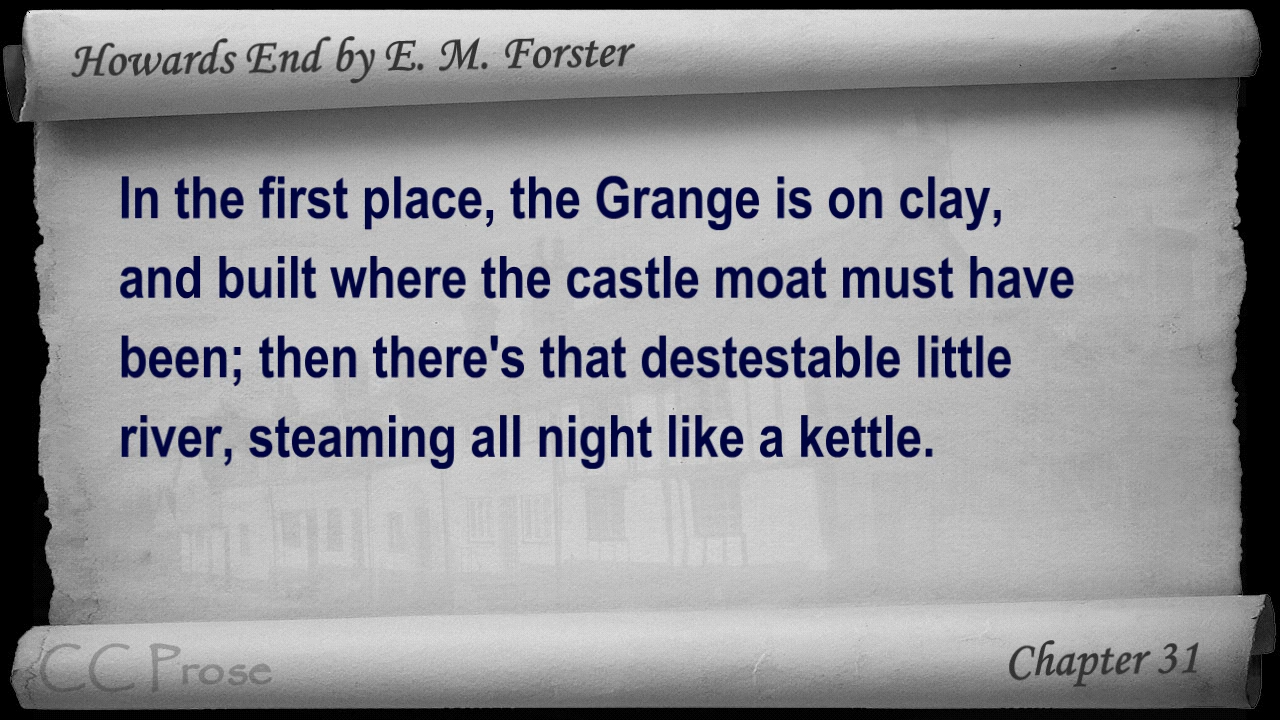 Howards End by E. M. Forster
In the first place, the Grange is on clay,
and built where the castle moat must have
been; then there's that destestable little
river, steaming all night like a kettle.
CC Prose
Chapter 31